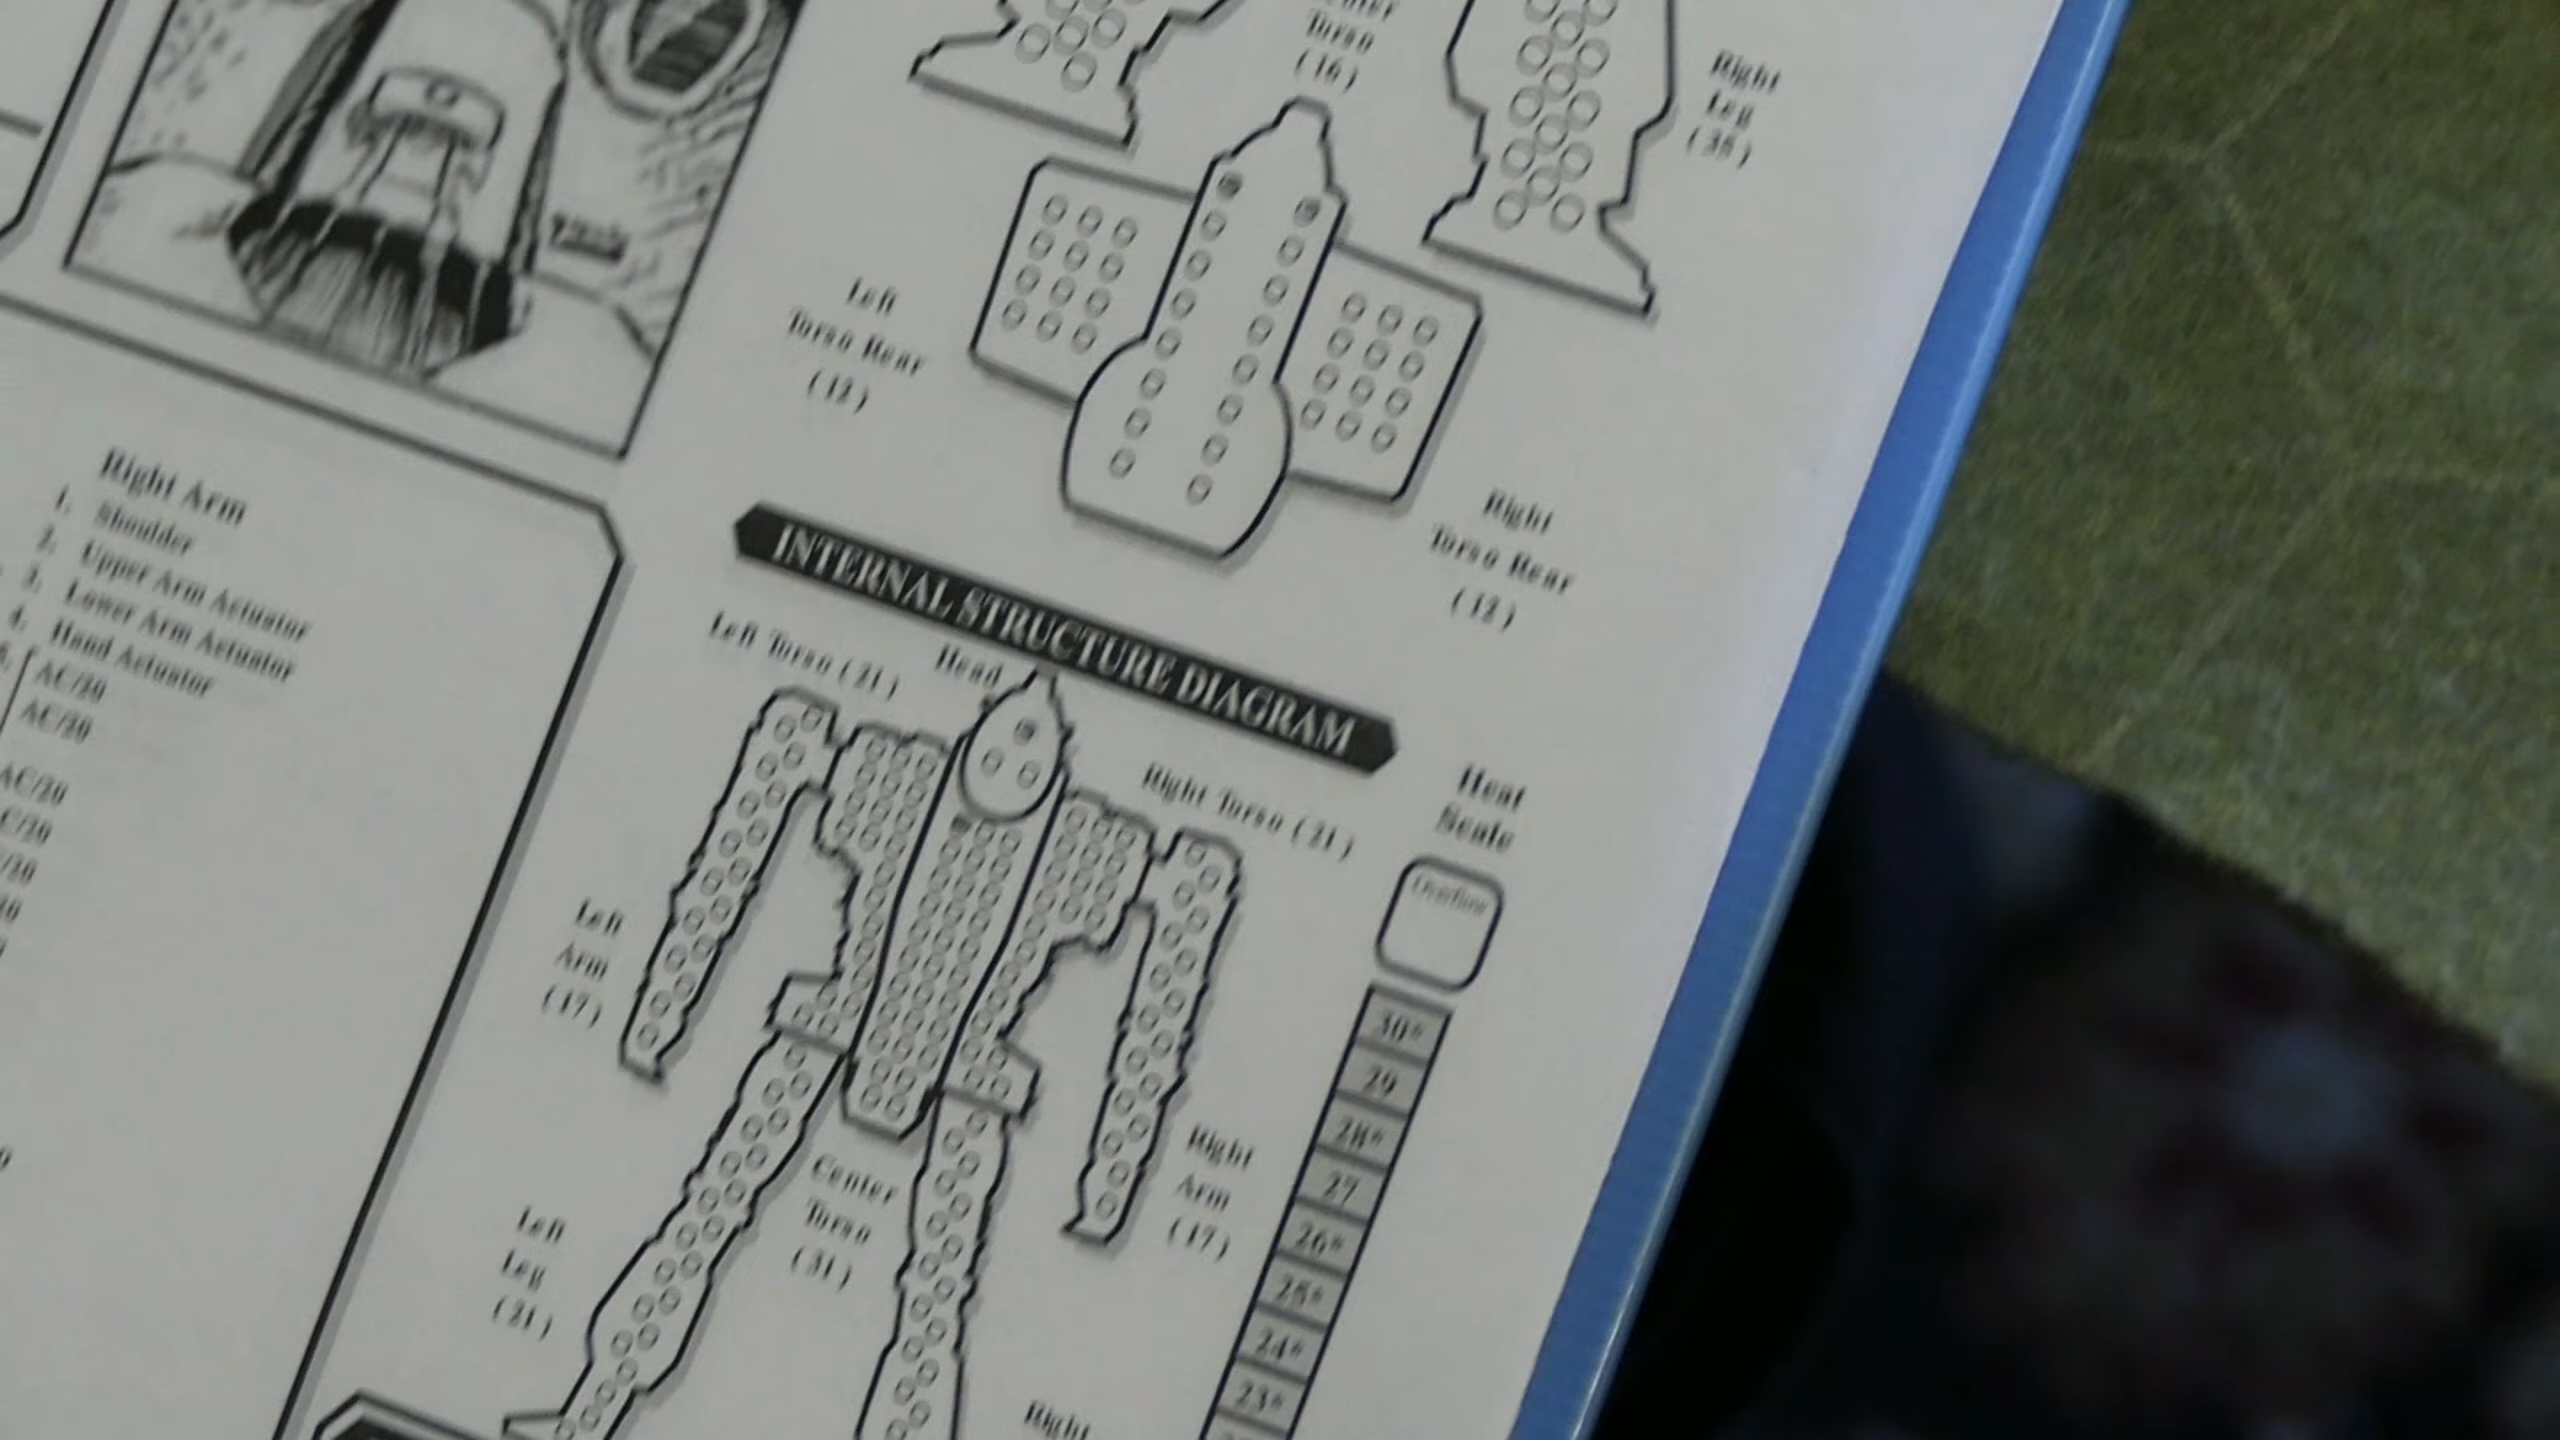 Torso
(16)
Right
Leg
(35)
Left
Torso Rear
(12)
Right
Torso Rear
(12)
Right Arm
1. Shoulder
2. Upper Arm Actuator
3. Lower Arm Actuator
4. Hand Actuator
AC/20
AC/20
AC/20
C/20
/20
INTERNAL STRUCTURE DIAGRAM
Left Torso (21)
Head
Right Torso (21)
Heat
Scale
Overflow
Left
Arm
(17)
Right
Arm
(17)
Left
Leg
(21)
Center
Torso
(31)
Right
30*
29
28*
27
26*
25*
24*
23*